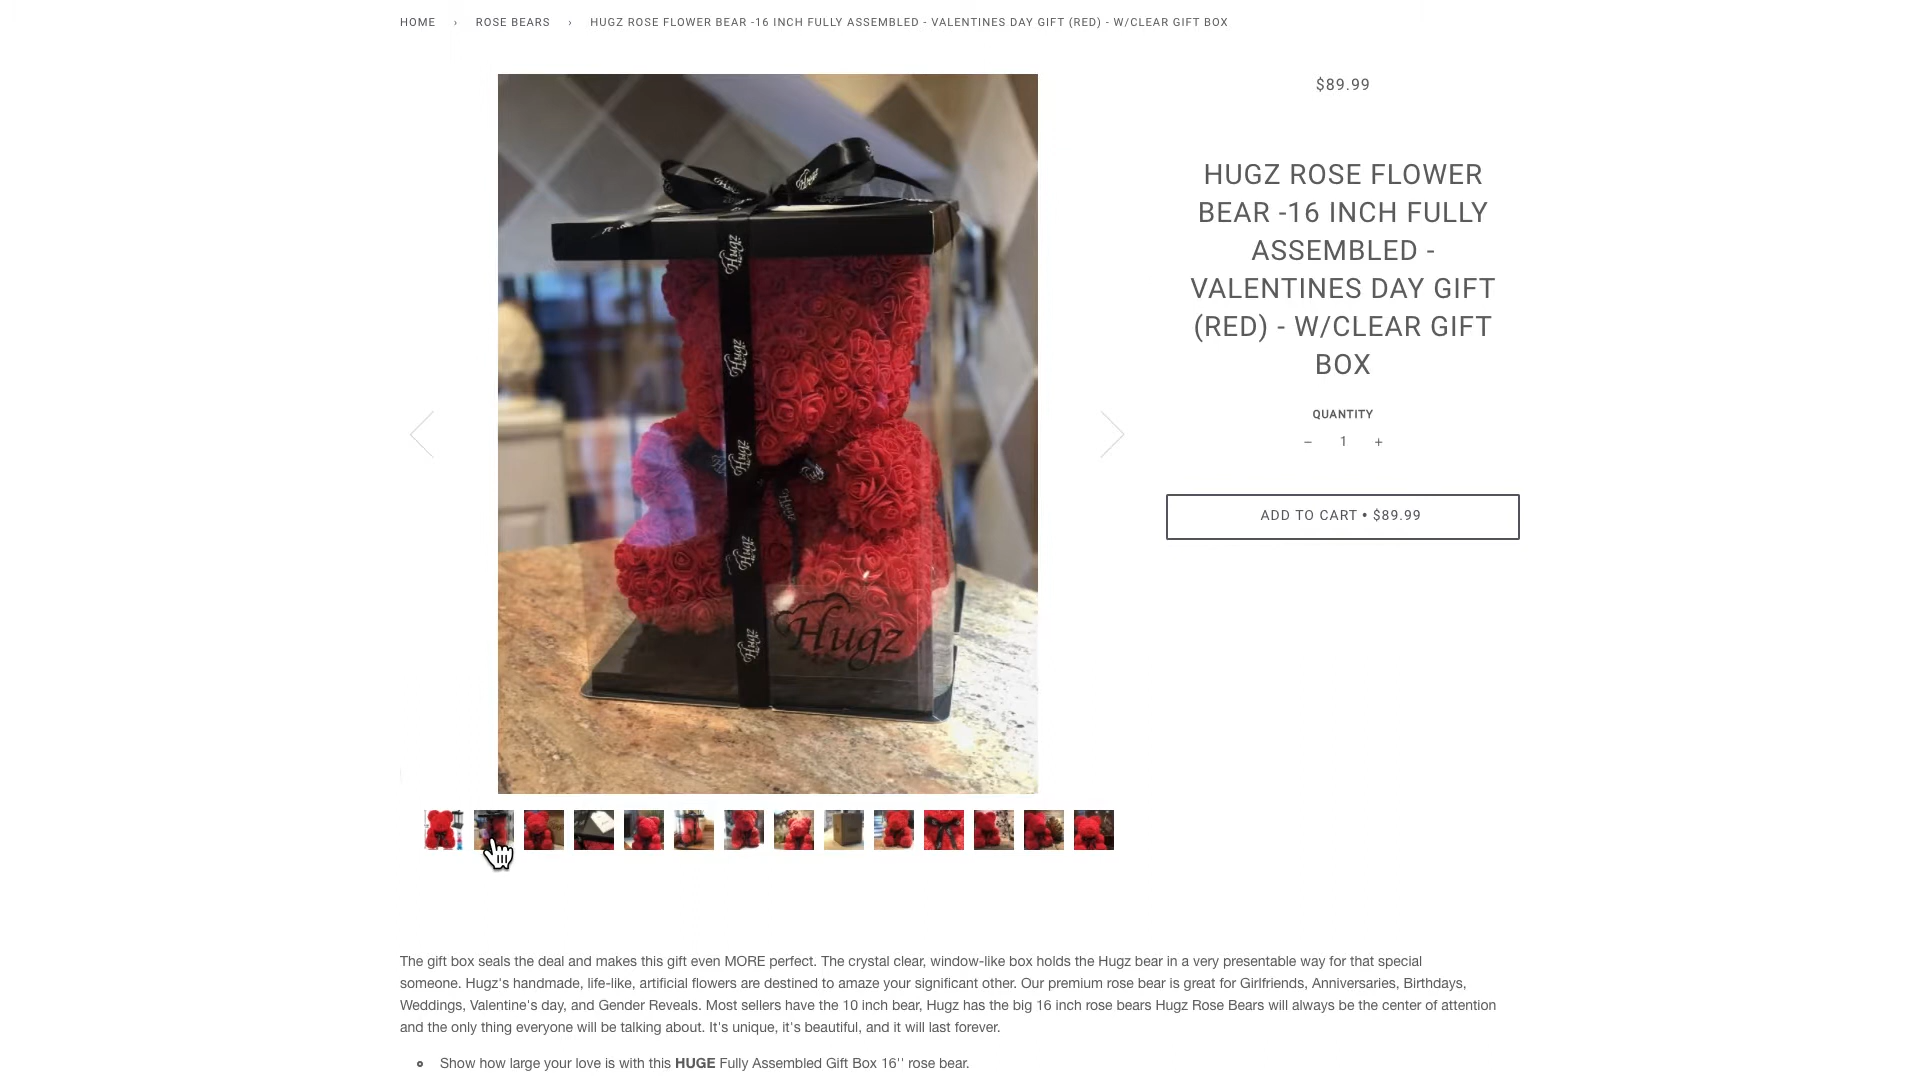 HOME › ROSE BEARS › HUGZ ROSE FLOWER BEAR -16 INCH FULLY ASSEMBLED - VALENTINES DAY GIFT (RED) - W/CLEAR GIFT BOX
$89.99
HUGZ ROSE FLOWER
BEAR -16 INCH FULLY
ASSEMBLED -
VALENTINES DAY GIFT
(RED) - W/CLEAR GIFT
BOX
QUANTITY
− 1 +
ADD TO CART • $89.99
Hugz
Hugz
Hugz
Hugz
Hugz
Hugz
Hugz
The gift box seals the deal and makes this gift even MORE perfect. The crystal clear, window-like box holds the Hugz bear in a very presentable way for that special
someone. Hugz's handmade, life-like, artificial flowers are destined to amaze your significant other. Our premium rose bear is great for Girlfriends, Anniversaries, Birthdays,
Weddings, Valentine's day, and Gender Reveals. Most sellers have the 10 inch bear, Hugz has the big 16 inch rose bears Hugz Rose Bears will always be the center of attention
and the only thing everyone will be talking about. It's unique, it's beautiful, and it will last forever.
Show how large your love is with this HUGE Fully Assembled Gift Box 16'' rose bear.